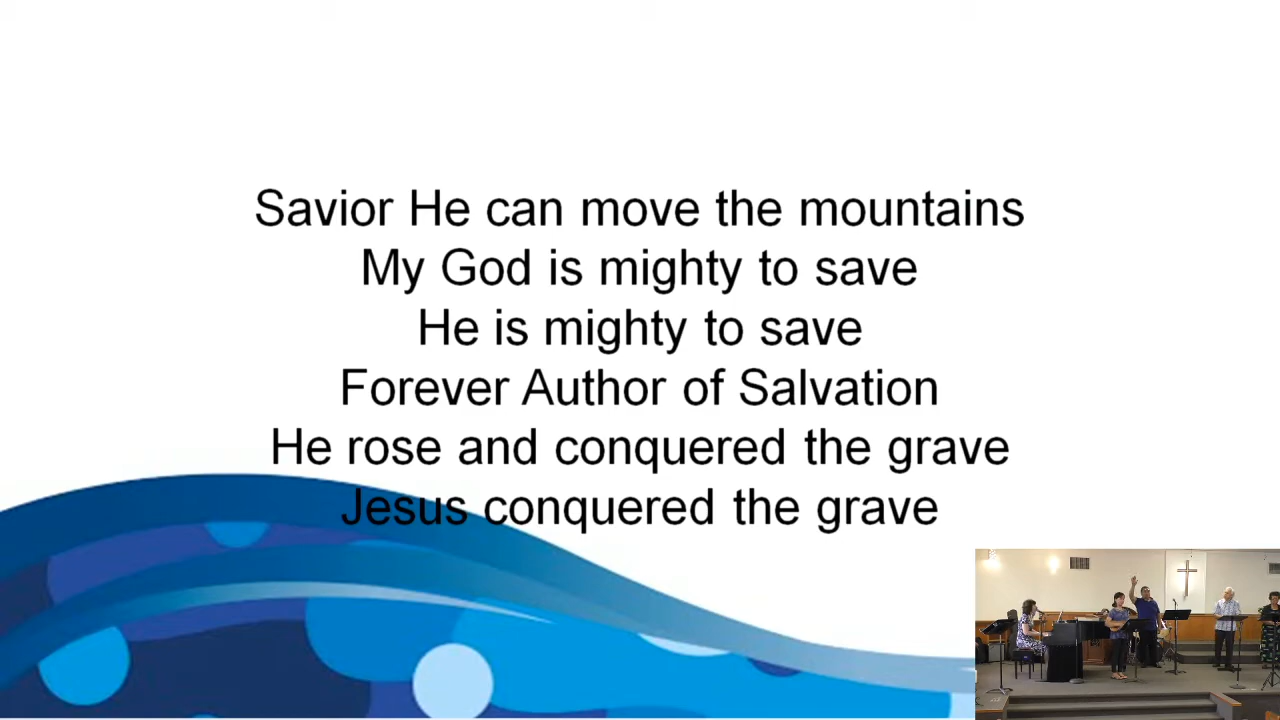 Savior He can move the mountains
My God is mighty to save
He is mighty to save
Forever Author of Salvation
He rose and conquered the grave
Jesus conquered the grave